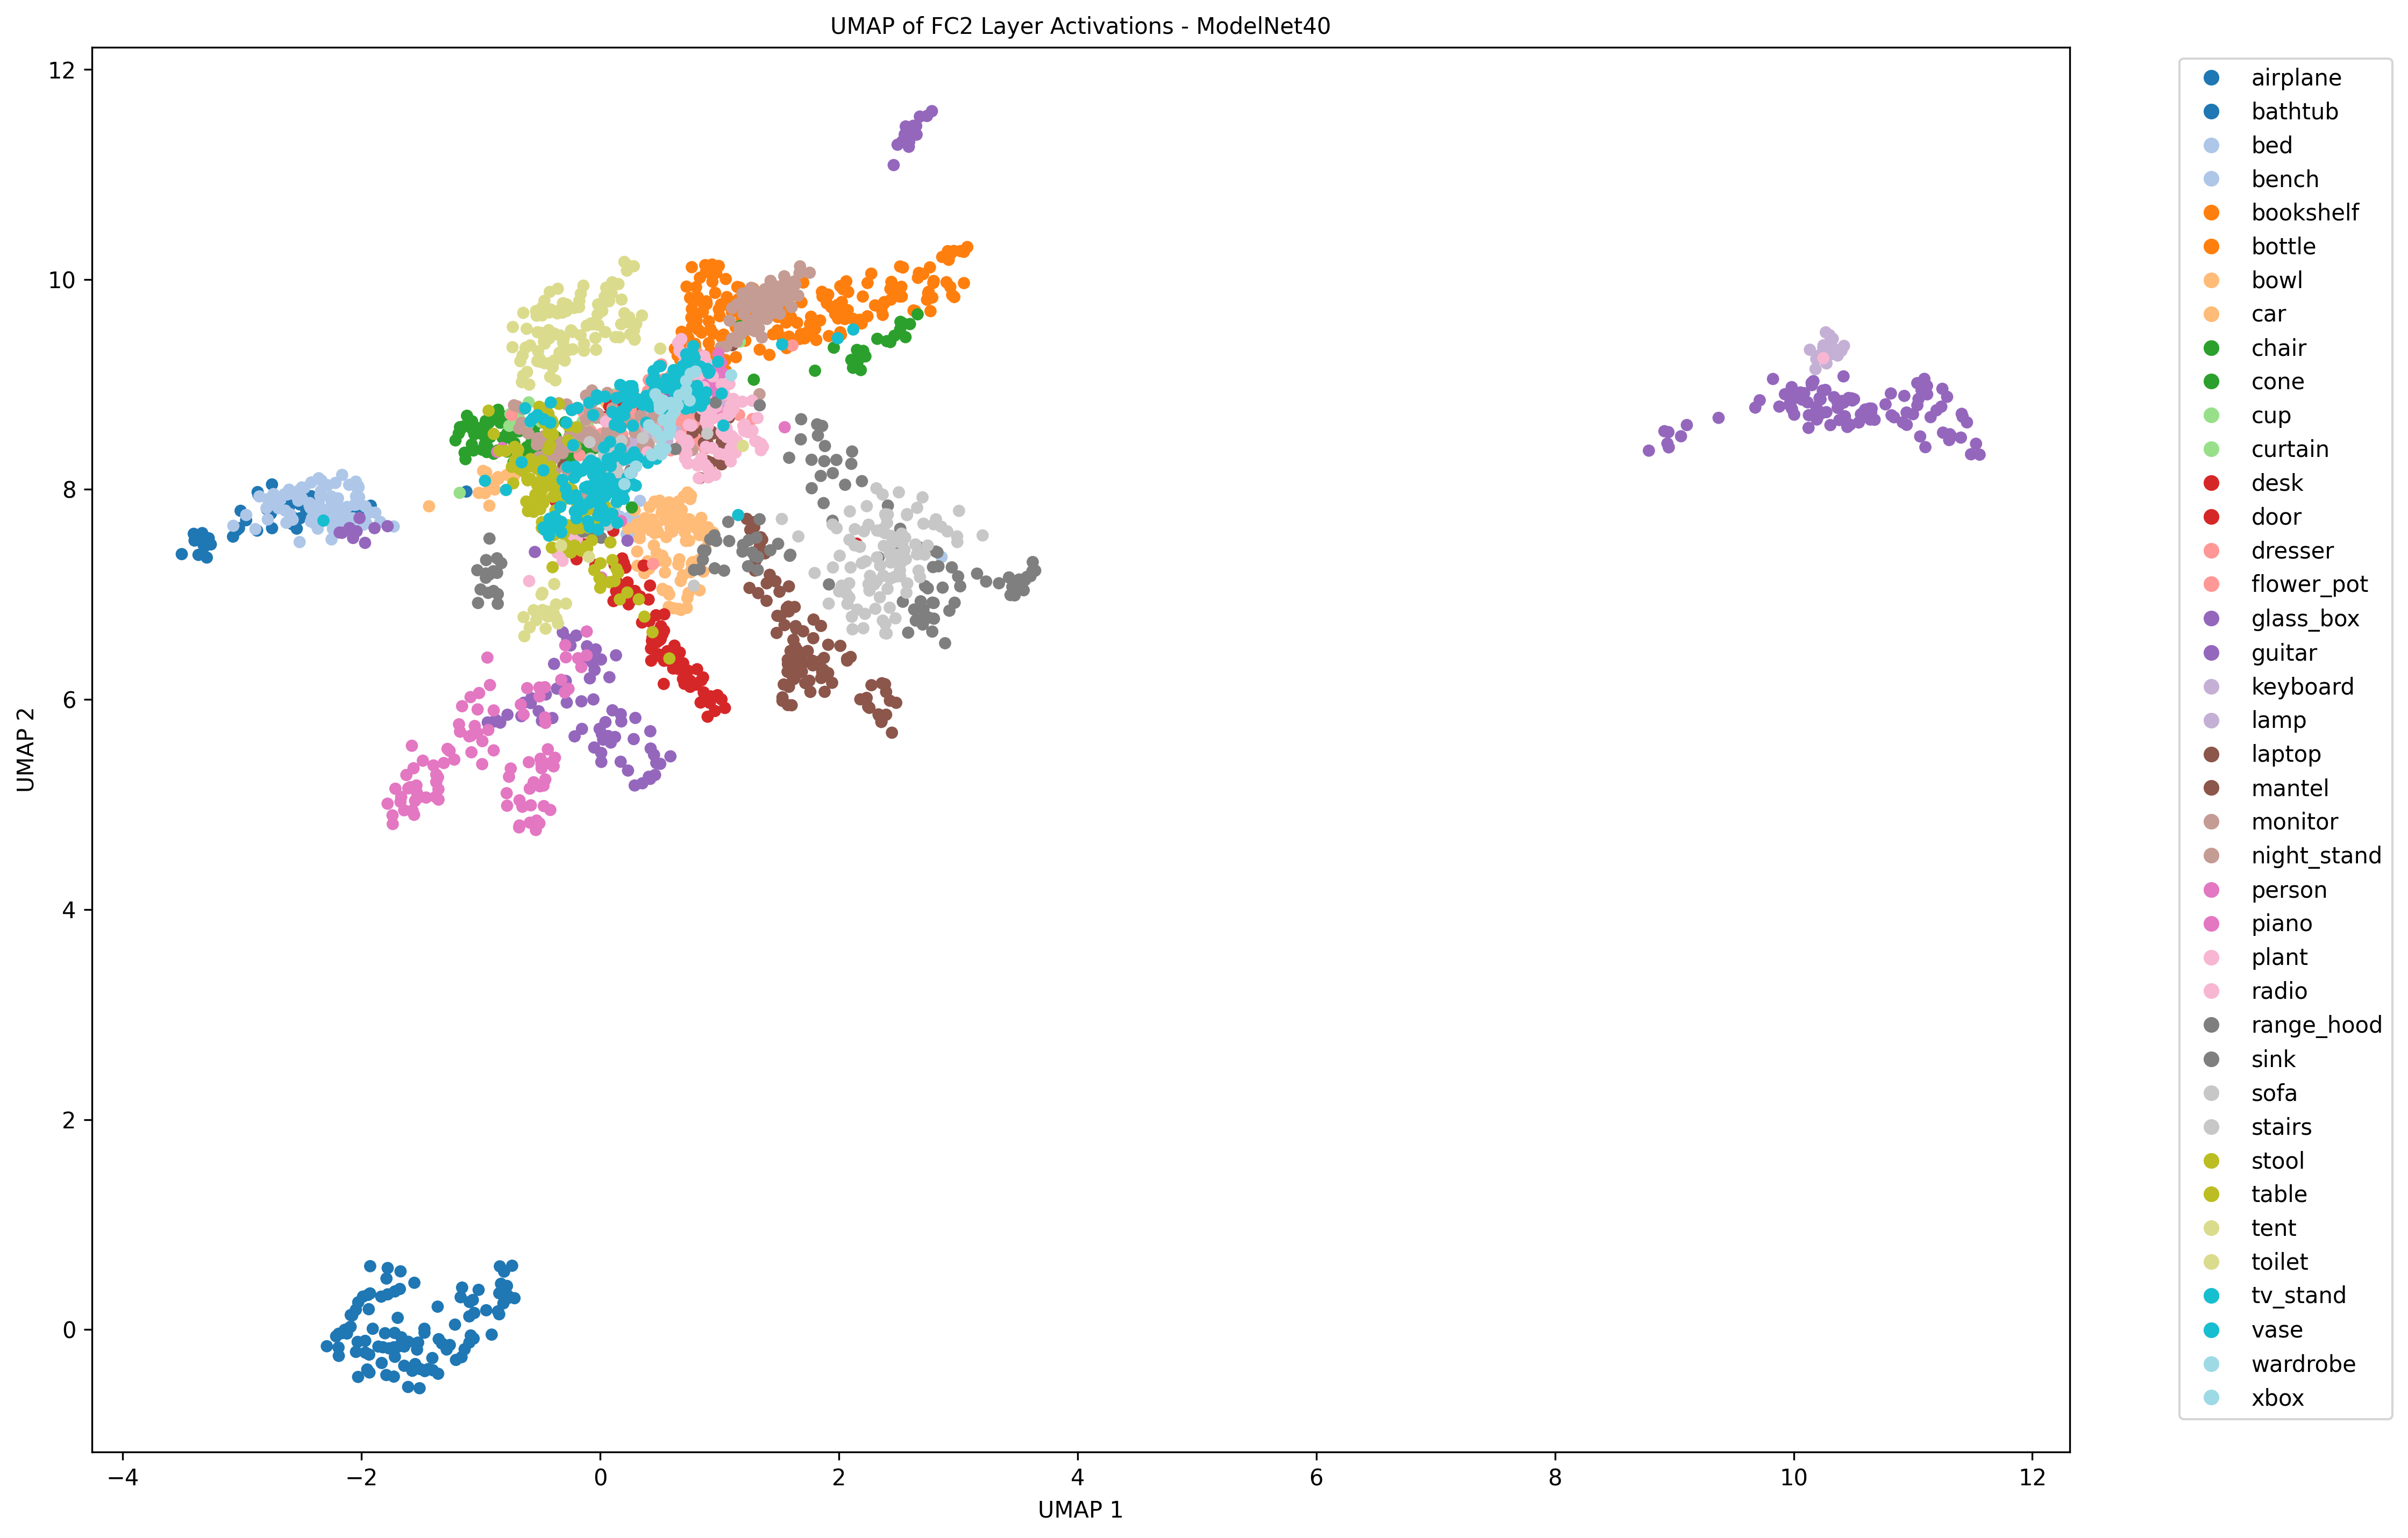 UMAP of FC2 Layer Activations - ModelNet40
12
10
8
6
4
2
0
UMAP 2
−4
−2
0
2
4
6
8
10
12
UMAP 1
airplane
bathtub
bed
bench
bookshelf
bottle
bowl
car
chair
cone
cup
curtain
desk
door
dresser
flower_pot
glass_box
guitar
keyboard
lamp
laptop
mantel
monitor
night_stand
person
piano
plant
radio
range_hood
sink
sofa
stairs
stool
table
tent
toilet
tv_stand
vase
wardrobe
xbox